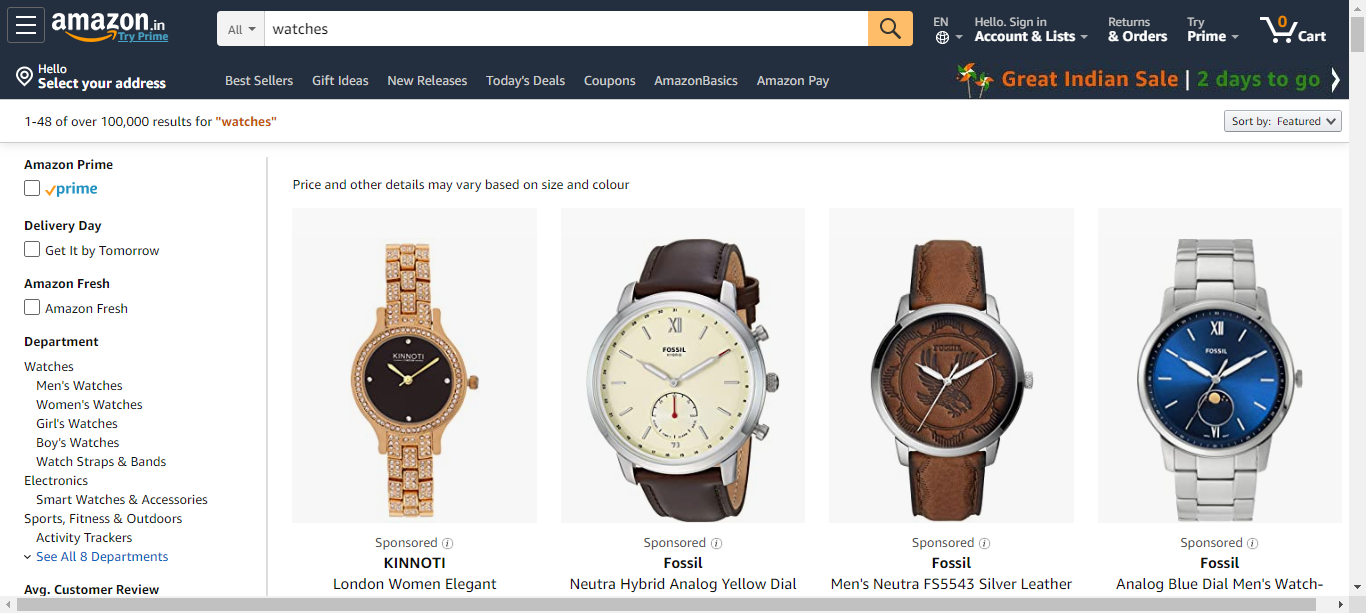 amazon.in
Try Prime
All
watches
EN
Hello. Sign in
Account & Lists
Returns
& Orders
Try
Prime
0
Cart
Hello
Select your address
Best Sellers
Gift Ideas
New Releases
Today's Deals
Coupons
AmazonBasics
Amazon Pay
Great Indian Sale | 2 days to go
1-48 of over 100,000 results for "watches"
Sort by: Featured
Amazon Prime
prime
Delivery Day
Get It by Tomorrow
Amazon Fresh
Amazon Fresh
Department
Watches
Men's Watches
Women's Watches
Girl's Watches
Boy's Watches
Watch Straps & Bands
Electronics
Smart Watches & Accessories
Sports, Fitness & Outdoors
Activity Trackers
See All 8 Departments
Avg. Customer Review
Price and other details may vary based on size and colour
KINNOTI
XII
FOSSIL
HYBRID
FOSSIL
XII
FOSSIL
VI
Sponsored
KINNOTI
London Women Elegant
Sponsored
Fossil
Neutra Hybrid Analog Yellow Dial
Sponsored
Fossil
Men's Neutra FS5543 Silver Leather
Sponsored
Fossil
Analog Blue Dial Men's Watch-